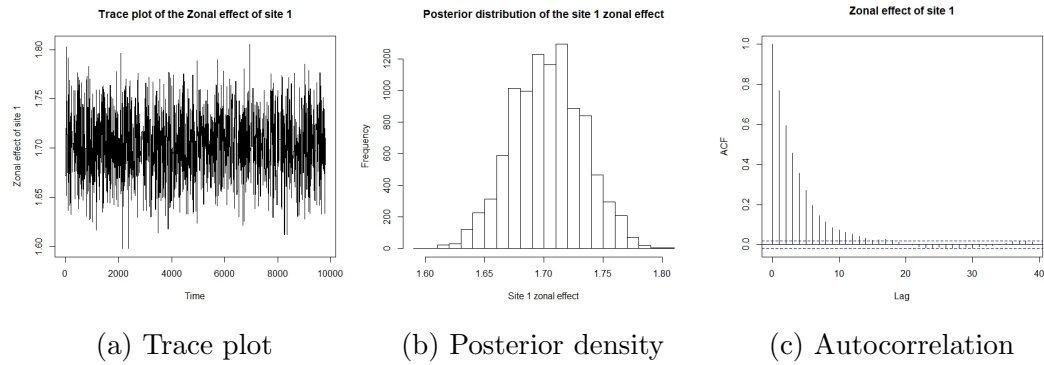 Trace plot of the Zonal effect of site 1
Zonal effect of site 1
1.60
1.65
1.70
1.75
1.80
0
2000
4000
6000
8000
10000
Time
(a) Trace plot
Posterior distribution of the site 1 zonal effect
Frequency
0
200
400
600
800
1000
1200
1.60
1.65
1.70
1.75
1.80
Site 1 zonal effect
(b) Posterior density
Zonal effect of site 1
ACF
0.0
0.2
0.4
0.6
0.8
1.0
0
10
20
30
40
Lag
(c) Autocorrelation